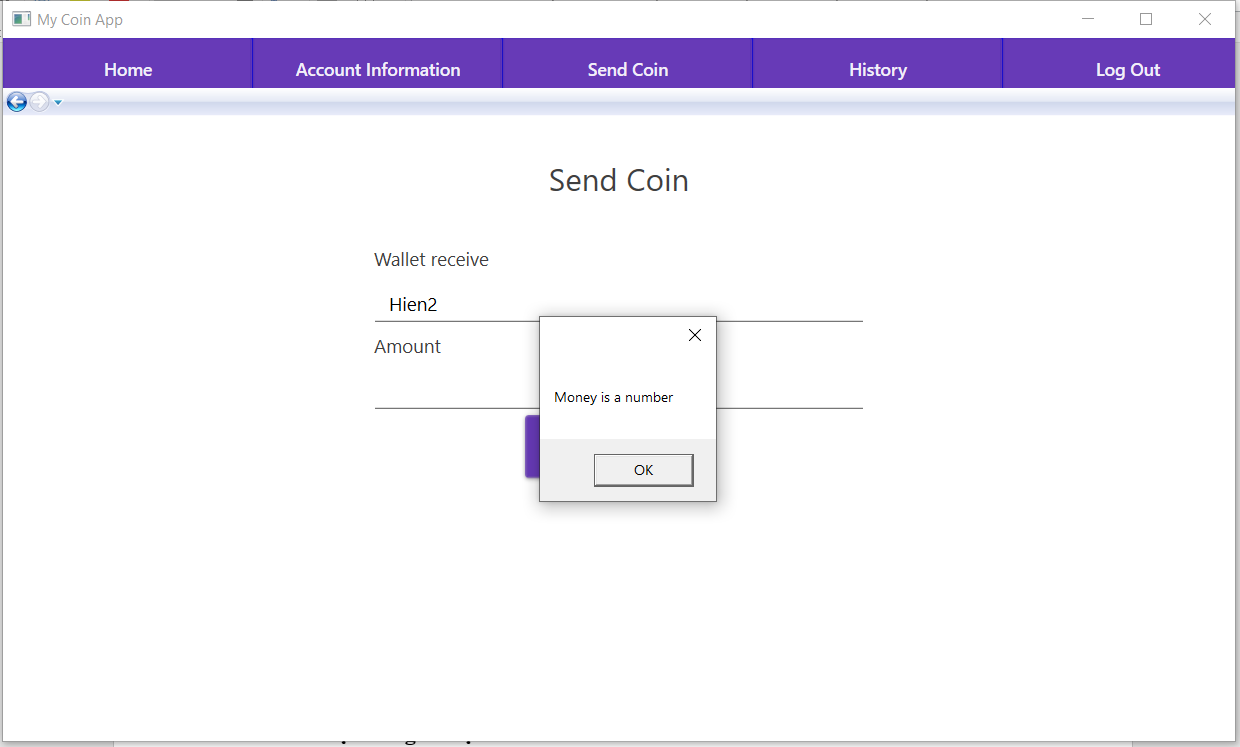 My Coin App
Home Account Information Send Coin History Log Out
Send Coin
Wallet receive
Hien2
Amount
Money is a number
OK